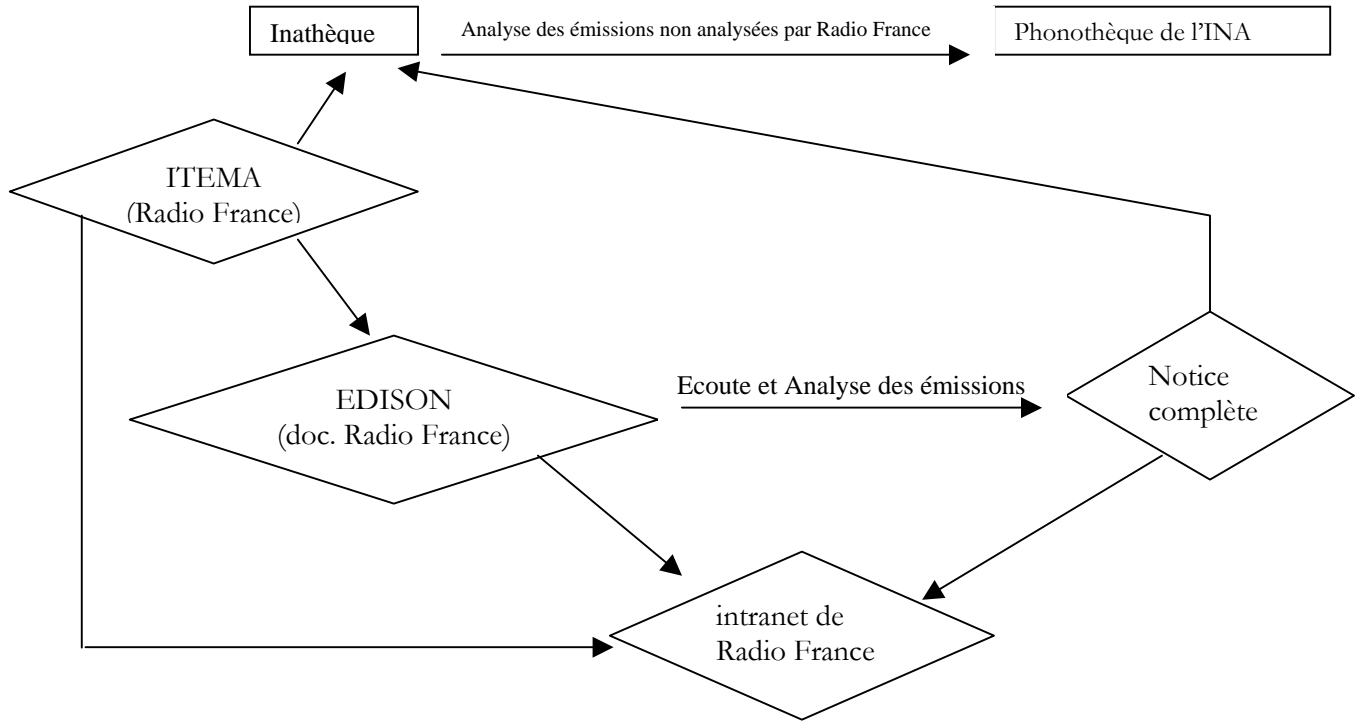 Inathèque
Analyse des émissions non analysées par Radio France
Phonothèque de l'INA
ITEMA
(Radio France)
EDISON
(doc. Radio France)
Ecoute et Analyse des émissions
Notice
complète
intranet de
Radio France